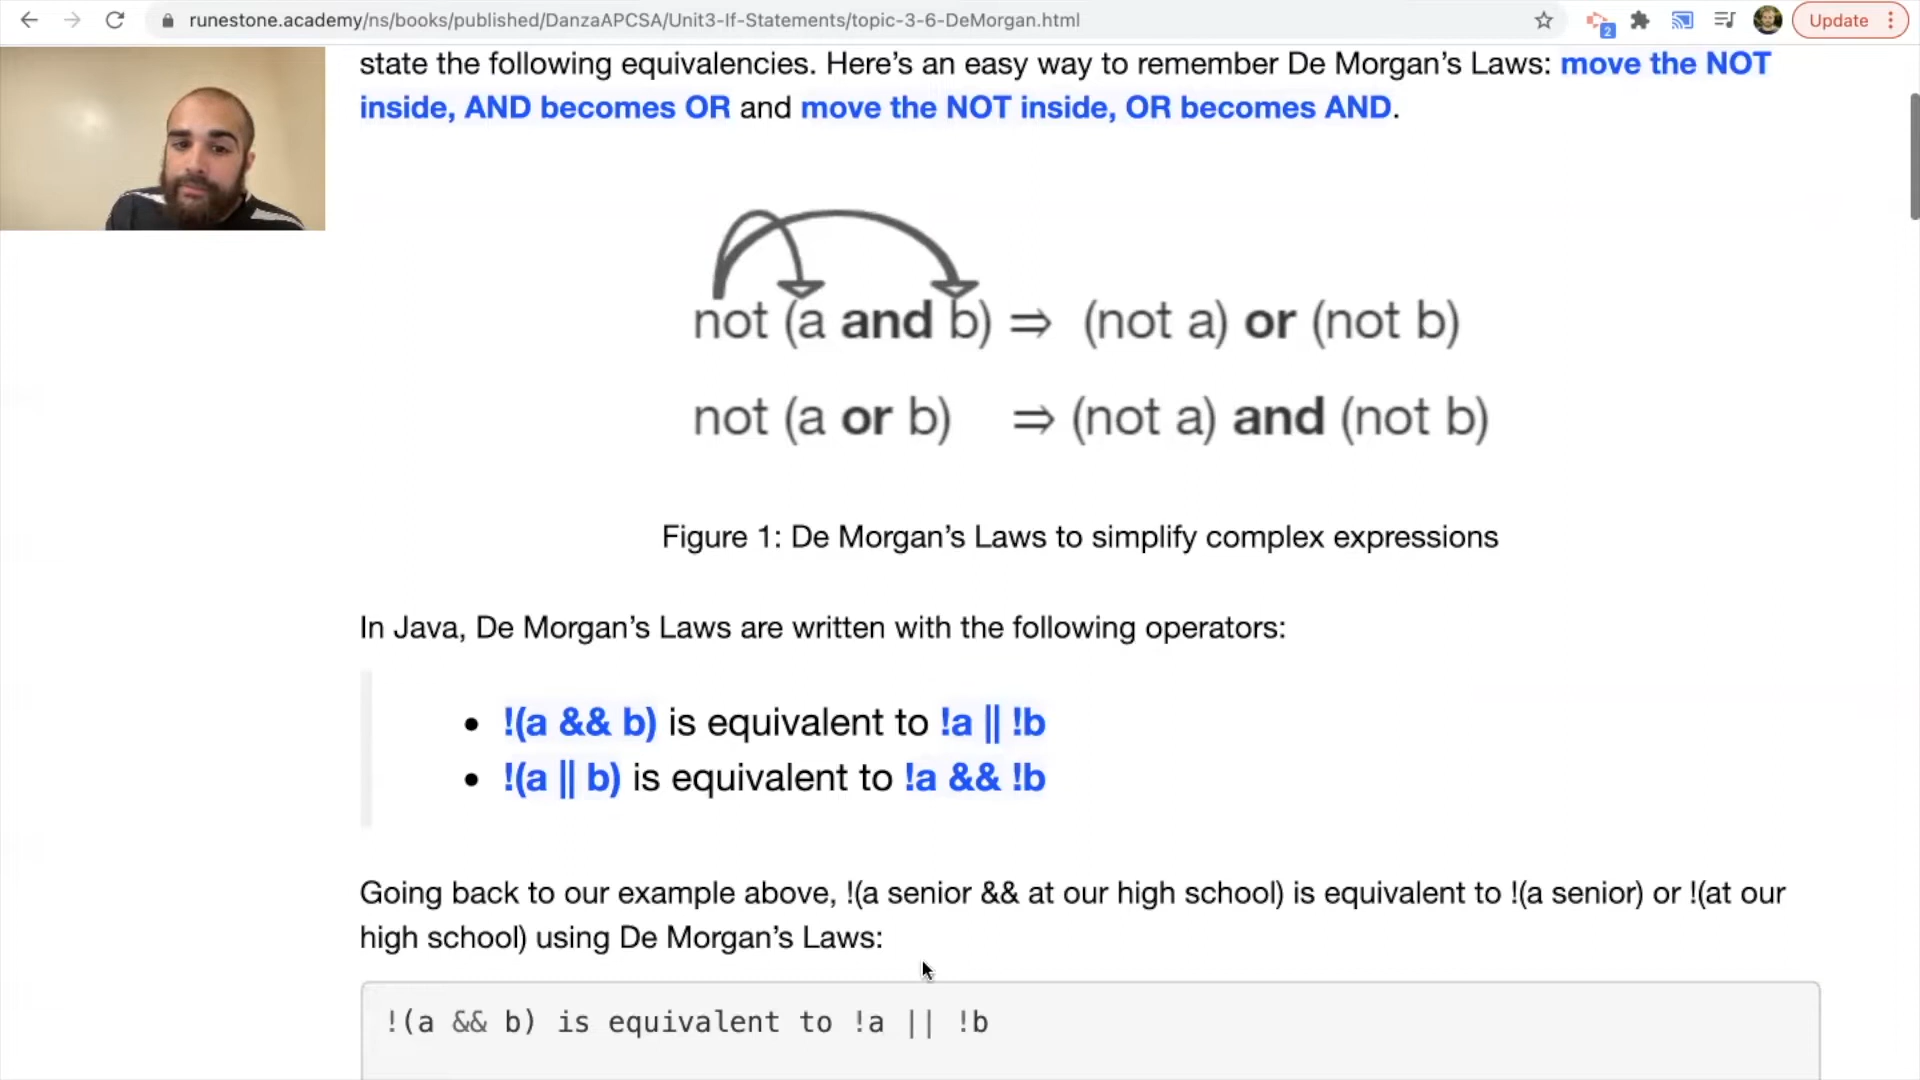 runestone.academy/ns/books/published/DanzaAPCSA/Unit3-If-Statements/topic-3-6-DeMorgan.html
2
Update
state the following equivalencies. Here's an easy way to remember De Morgan's Laws: move the NOT
inside, AND becomes OR and move the NOT inside, OR becomes AND.
not (a and b) ⇒ (not a) or (not b)
not (a or b) ⇒ (not a) and (not b)
Figure 1: De Morgan's Laws to simplify complex expressions
In Java, De Morgan's Laws are written with the following operators:
• !(a && b) is equivalent to !a || !b
• !(a || b) is equivalent to !a && !b
Going back to our example above, !(a senior && at our high school) is equivalent to !(a senior) or !(at our
high school) using De Morgan's Laws:
!(a && b) is equivalent to !a || !b